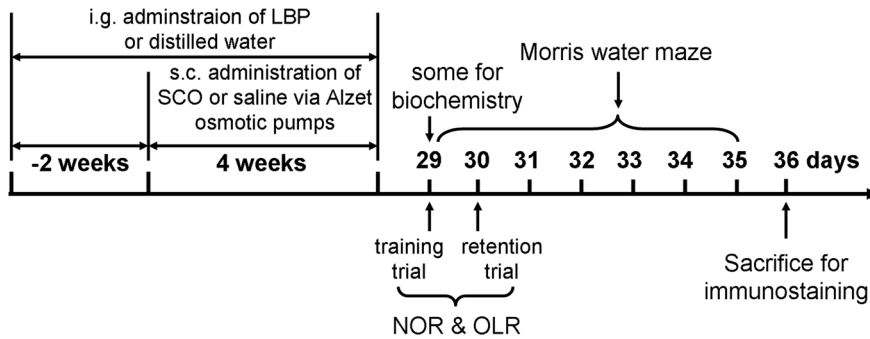 i.g. adminstraion of LBP
or distilled water
s.c. administration of
SCO or saline via Alzet
osmotic pumps
-2 weeks
4 weeks
some for
biochemistry
Morris water maze
29 30 31 32 33 34 35 36 days
training
trial
retention
trial
NOR & OLR
Sacrifice for
immunostaining